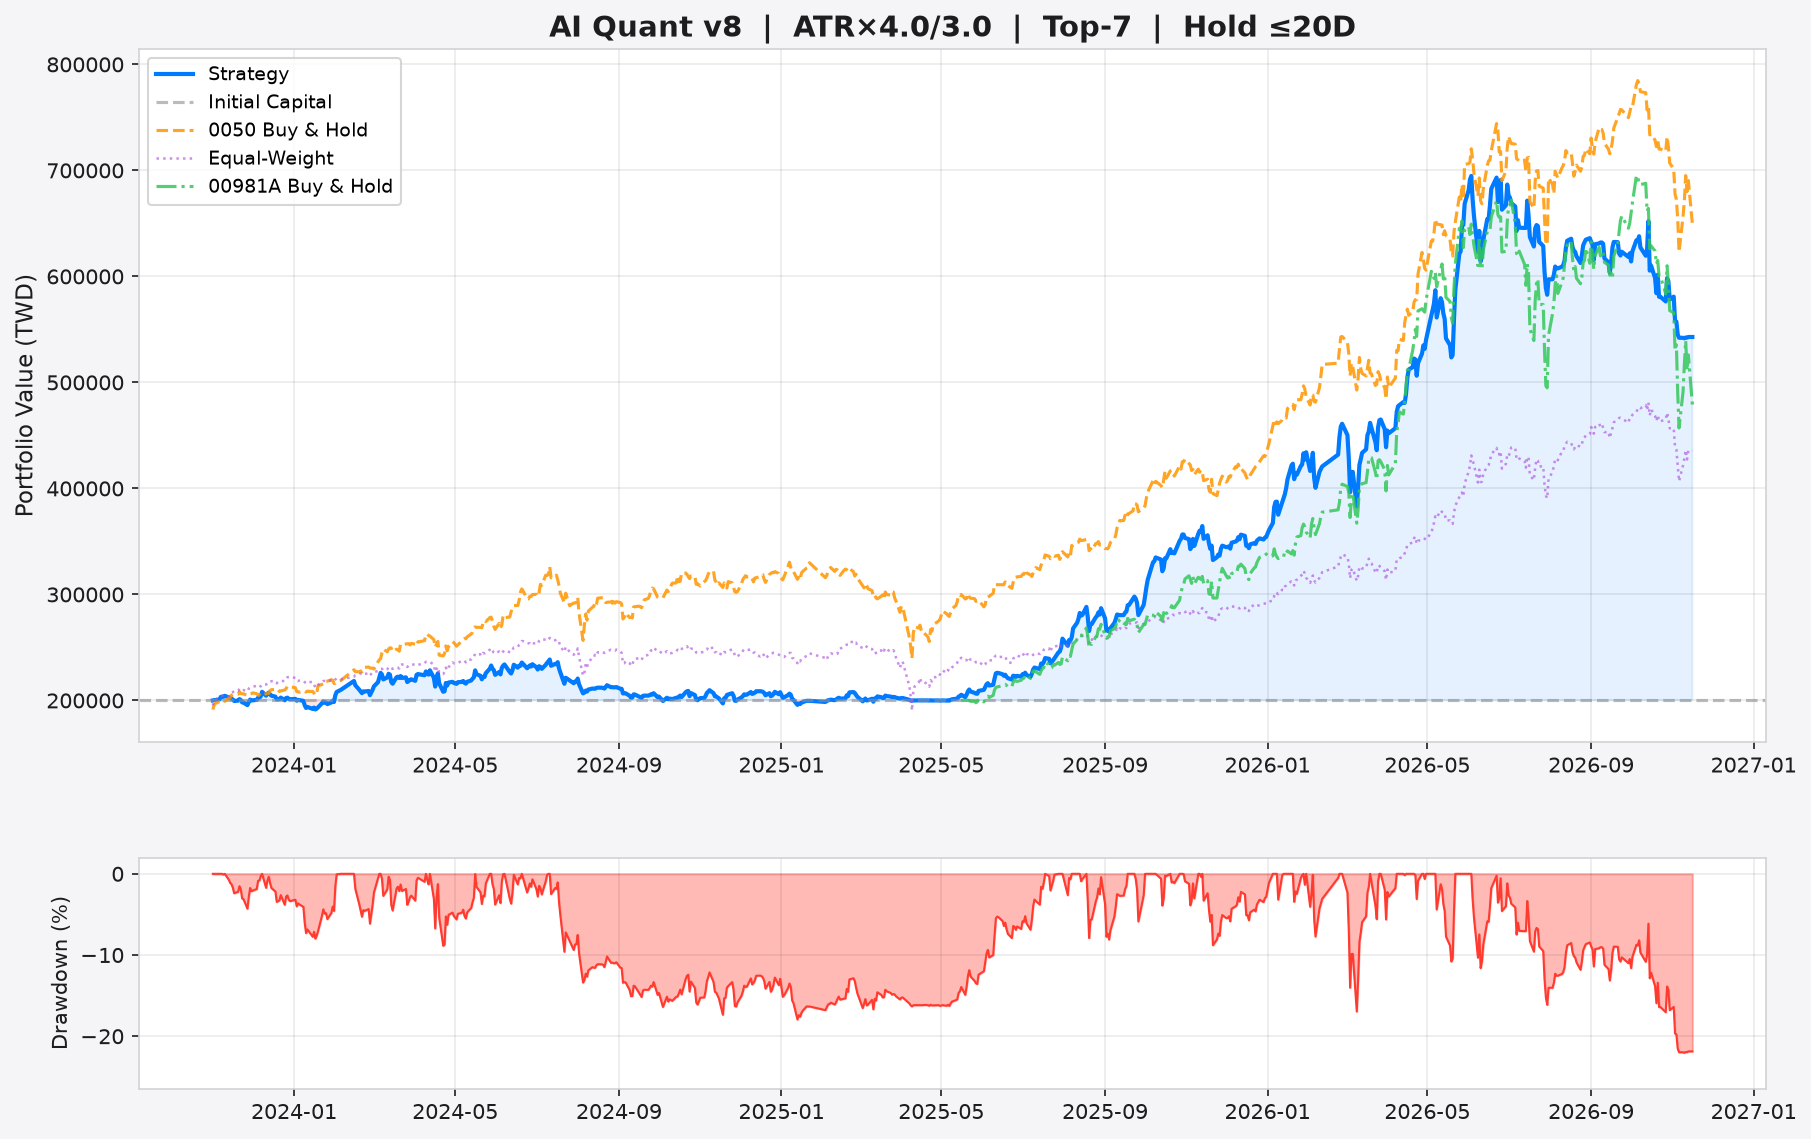 AI Quant v8 | ATR×4.0/3.0 | Top-7 | Hold ≤20D
Portfolio Value (TWD)
800000
700000
600000
500000
400000
300000
200000
Strategy
Initial Capital
0050 Buy & Hold
Equal-Weight
00981A Buy & Hold
2024-01 2024-05 2024-09 2025-01 2025-05 2025-09 2026-01 2026-05 2026-09 2027-01
Drawdown (%)
0
−10
−20
2024-01 2024-05 2024-09 2025-01 2025-05 2025-09 2026-01 2026-05 2026-09 2027-01